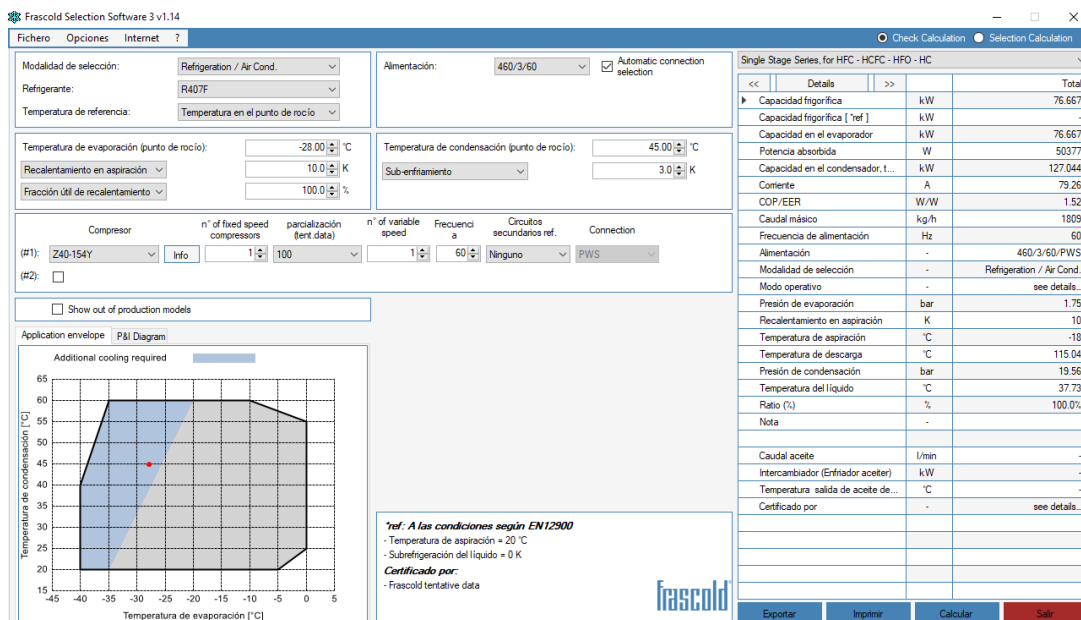 Frascold Selection Software 3 v1.14
Fichero Opciones Internet ? Check Calculation Selection Calculation
Modalidad de selección: Refrigeration / Air Cond.
Refrigerante: R407F
Temperatura de referencia: Temperatura en el punto de rocío
Alimentación: 460/3/60 Automatic connection
selection
Temperatura de evaporación (punto de rocío): -28.00 °C
Recalentamiento en aspiración 10.0 K
Fracción útil de recalentamiento 100.0 %
Temperatura de condensación (punto de rocío): 45.00 °C
Sub-enfriamiento 3.0 K
Compresor
n° of fixed speed
compressors
parcialización
(tent.data)
n° of variable
speed
Frecuenci
a
Circuitos
secundarios ref.
Connection
(#1): Z40-154Y Info 1 100 1 60 Ninguno PWS
(#2):
Show out of production models
Application envelope P&I Diagram
Additional cooling required
65
60
55
50
45
40
35
30
25
20
15
Temperatura de condensación [°C]
-45 -40 -35 -30 -25 -20 -15 -10 -5 0 5
Temperatura de evaporación [°C]
*ref: A las condiciones según EN12900
- Temperatura de aspiración = 20 °C
- Subrefrigeración del líquido = 0 K
Certificado por:
- Frascold tentative data
frascold
Single Stage Series, for HFC - HCFC - HFO - HC
<< Details >> Total
Capacidad frigorífica kW 76.667
Capacidad frigorífica [ *ref ] kW -
Capacidad en el evaporador kW 76.667
Potencia absorbida W 50377
Capacidad en el condensador, t... kW 127.044
Corriente A 79.26
COP/EER W/W 1.52
Caudal másico kg/h 1809
Frecuencia de alimentación Hz 60
Alimentación - 460/3/60/PWS
Modalidad de selección - Refrigeration / Air Cond.
Modo operativo - see details..
Presión de evaporación bar 1.75
Recalentamiento en aspiración K 10
Temperatura de aspiración °C -18
Temperatura de descarga °C 115.04
Presión de condensación bar 19.56
Temperatura del líquido °C 37.73
Ratio (%) % 100.0%
Nota -
Caudal aceite l/min -
Intercambiador (Enfriador aceiter) kW -
Temperatura salida de aceite de... °C -
Certificado por - see details..
Exportar Imprimir Calcular Salir